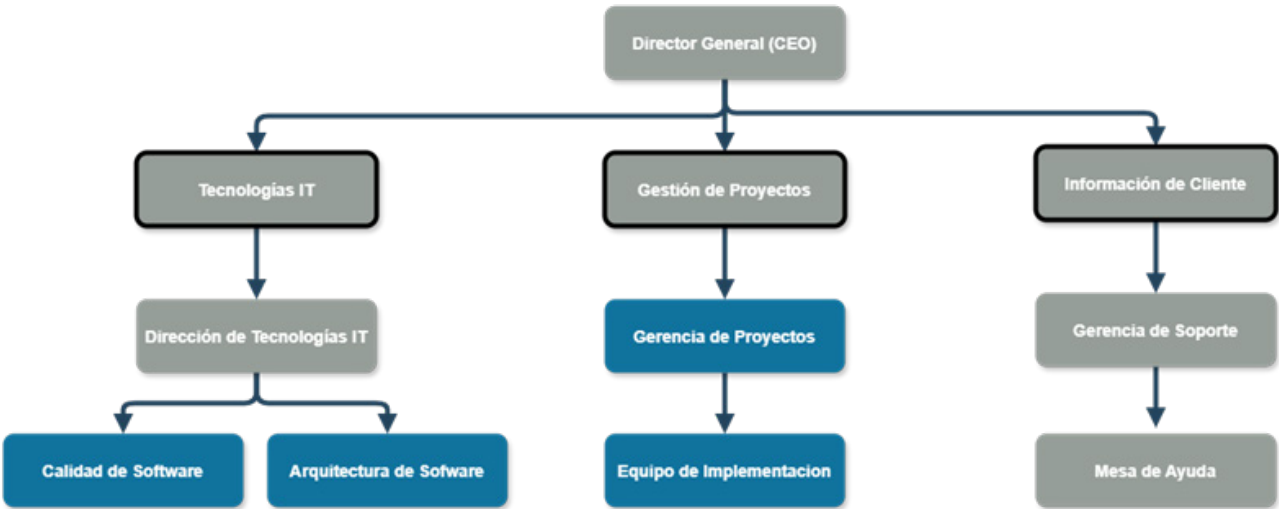 Director General (CEO)
Tecnologías IT
Gestión de Proyectos
Información de Cliente
Dirección de Tecnologías IT
Gerencia de Proyectos
Gerencia de Soporte
Calidad de Software
Arquitectura de Sofware
Equipo de Implementacion
Mesa de Ayuda